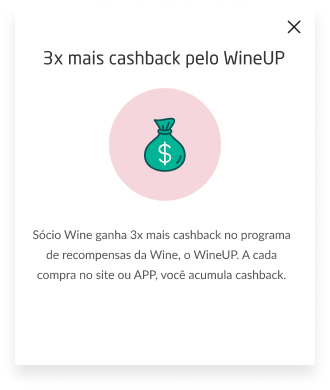 3x mais cashback pelo WineUP
$
Sócio Wine ganha 3x mais cashback no programa
de recompensas da Wine, o WineUP. A cada
compra no site ou APP, você acumula cashback.